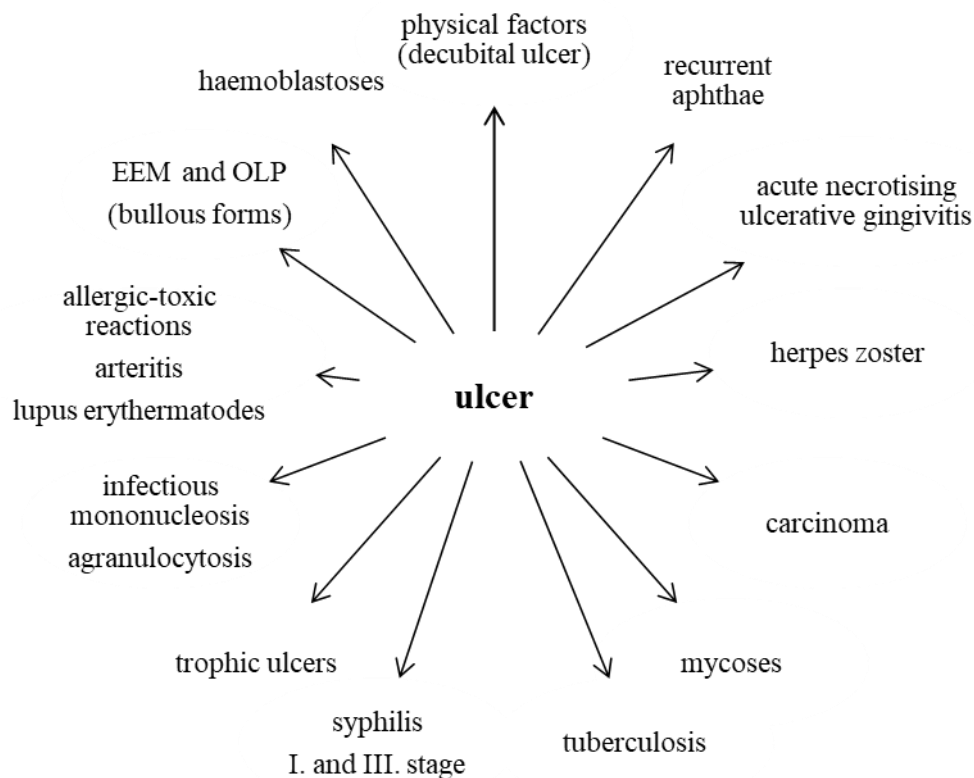 physical factors
(decubital ulcer)
haemoblastoses
recurrent
aphthae
EEM and OLP
(bullous forms)
acute necrotising
ulcerative gingivitis
allergic-toxic
reactions
arteritis
lupus erythermatodes
herpes zoster
ulcer
infectious
mononucleosis
agranulocytosis
carcinoma
trophic ulcers
mycoses
syphilis
I. and III. stage
tuberculosis